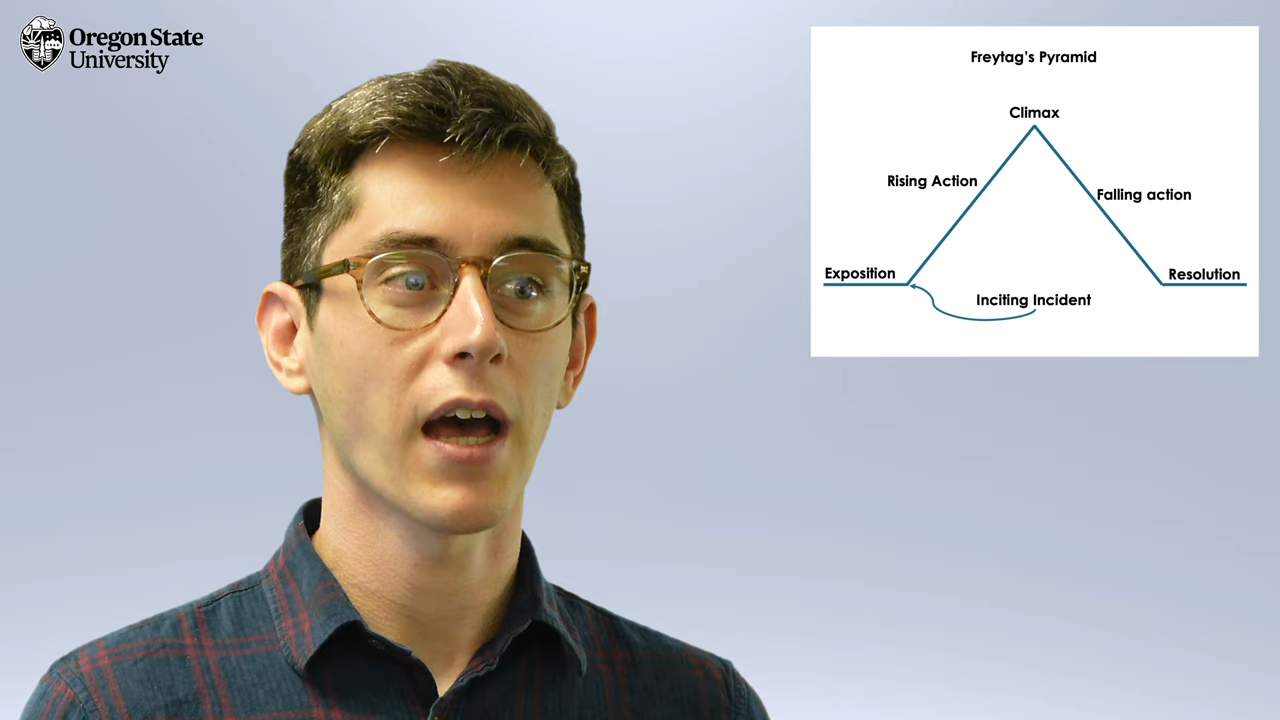 Oregon State
University
Freytag's Pyramid
Climax
Rising Action
Falling action
Exposition
Resolution
Inciting Incident